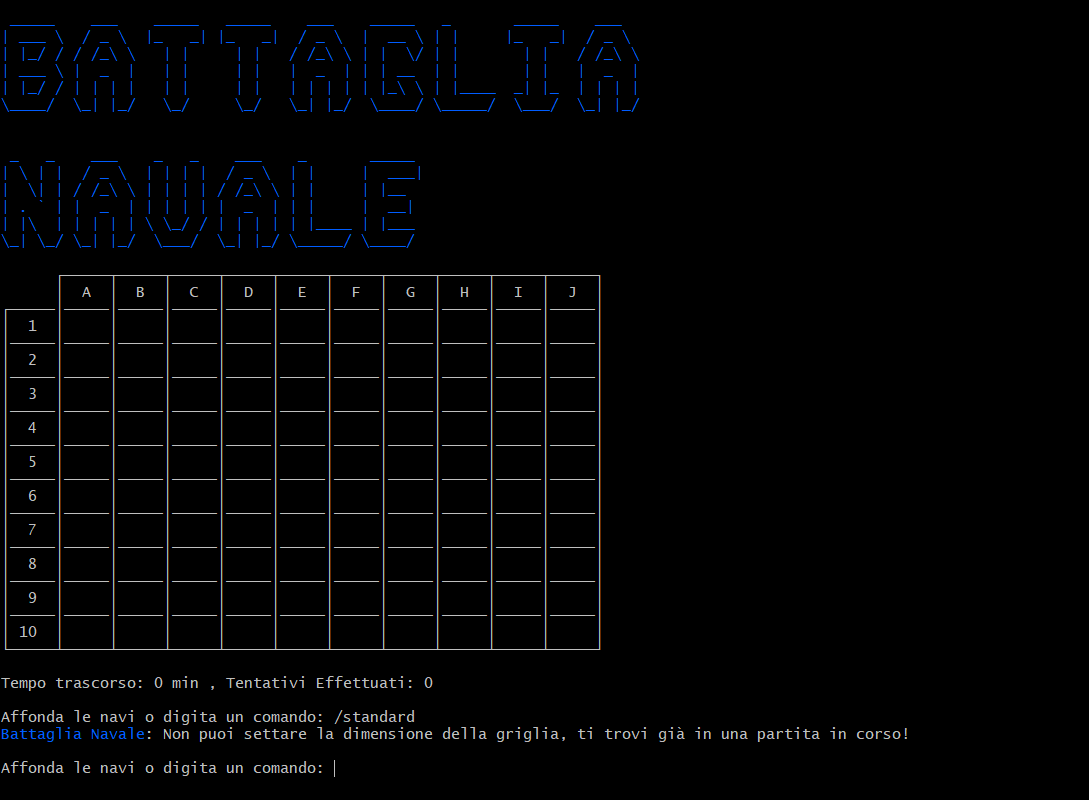 BATTAGLIA
NAVALE
A B C D E F G H I J
1
2
3
4
5
6
7
8
9
10
Tempo trascorso: 0 min , Tentativi Effettuati: 0
Affonda le navi o digita un comando: /standard
Battaglia Navale: Non puoi settare la dimensione della griglia, ti trovi già in una partita in corso!
Affonda le navi o digita un comando: